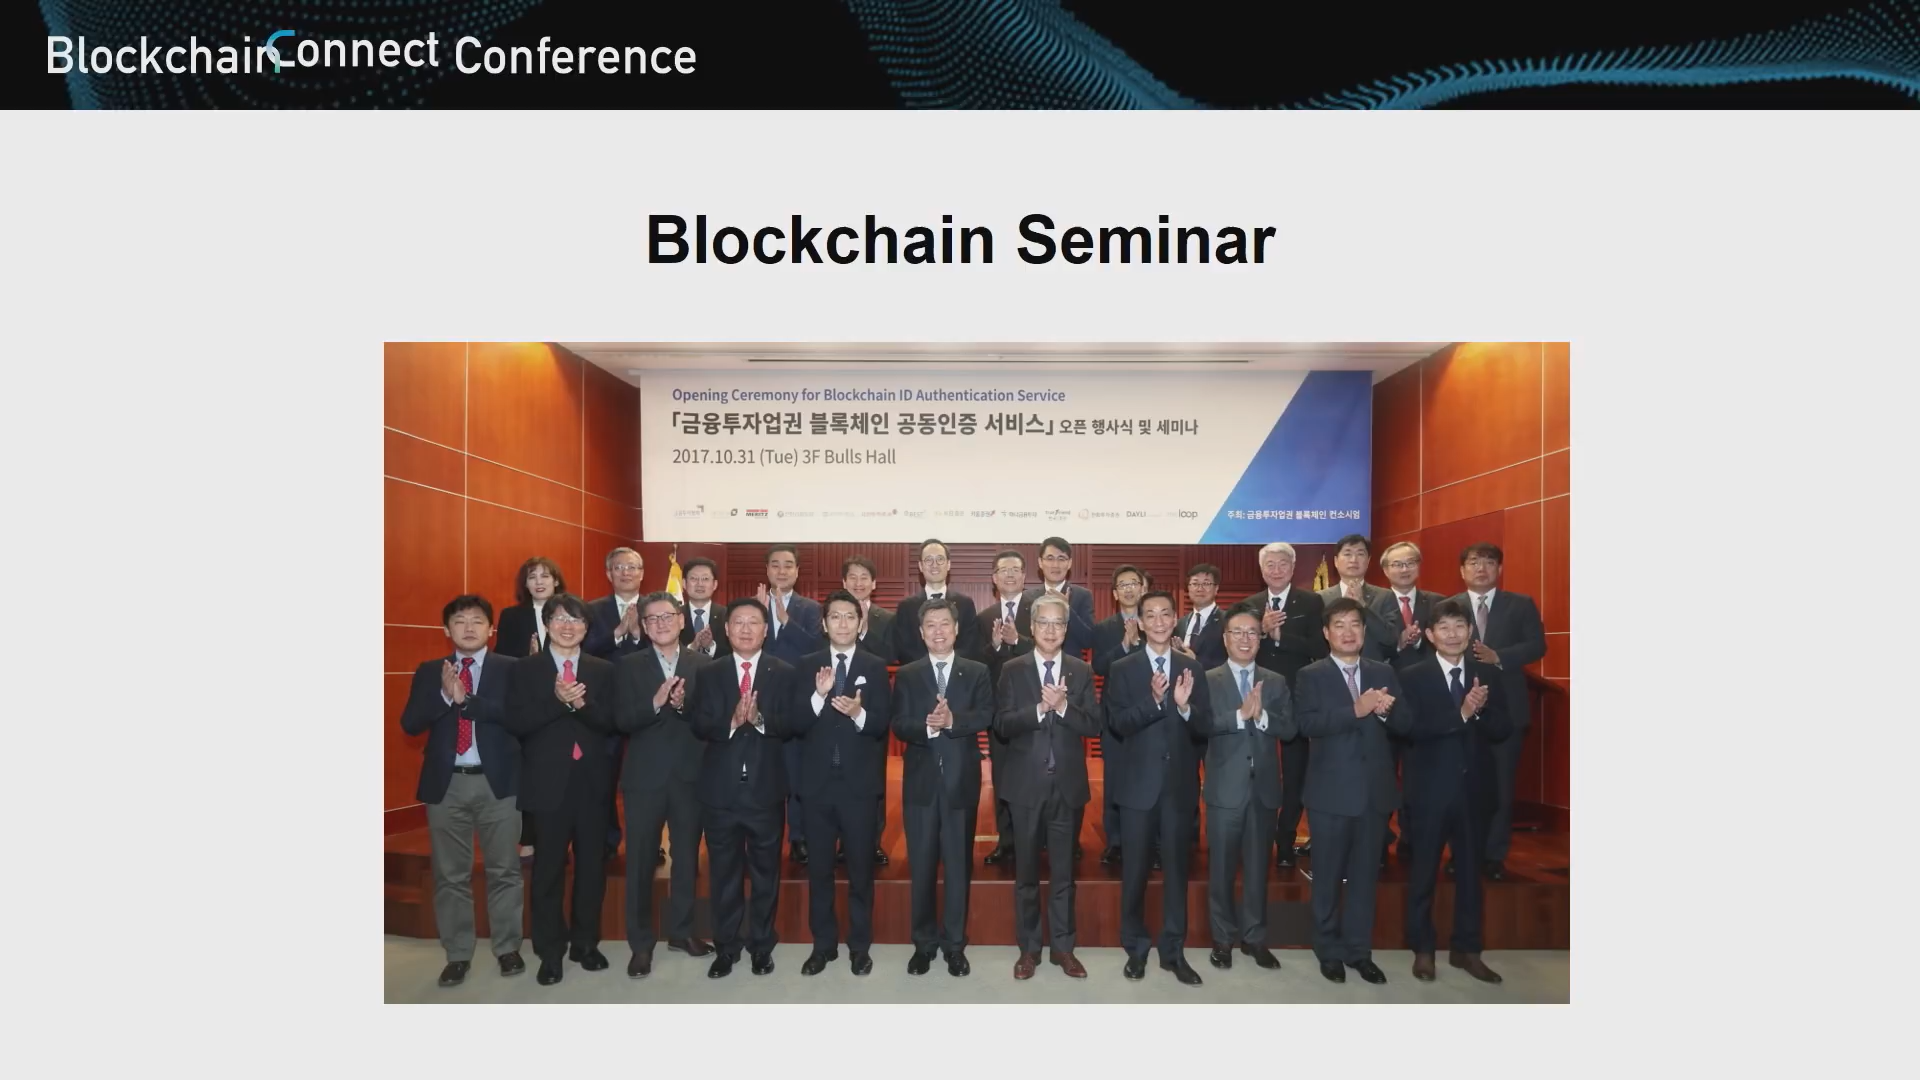 BlockchainConnect Conference
Blockchain Seminar
Opening Ceremony for Blockchain ID Authentication Service
「금융투자업권 블록체인 공동인증 서비스」 오픈 행사식 및 세미나
2017.10.31 (Tue) 3F Bulls Hall
MERITZ DAYLI loop
주최: 금융투자업권 블록체인 컨소시엄